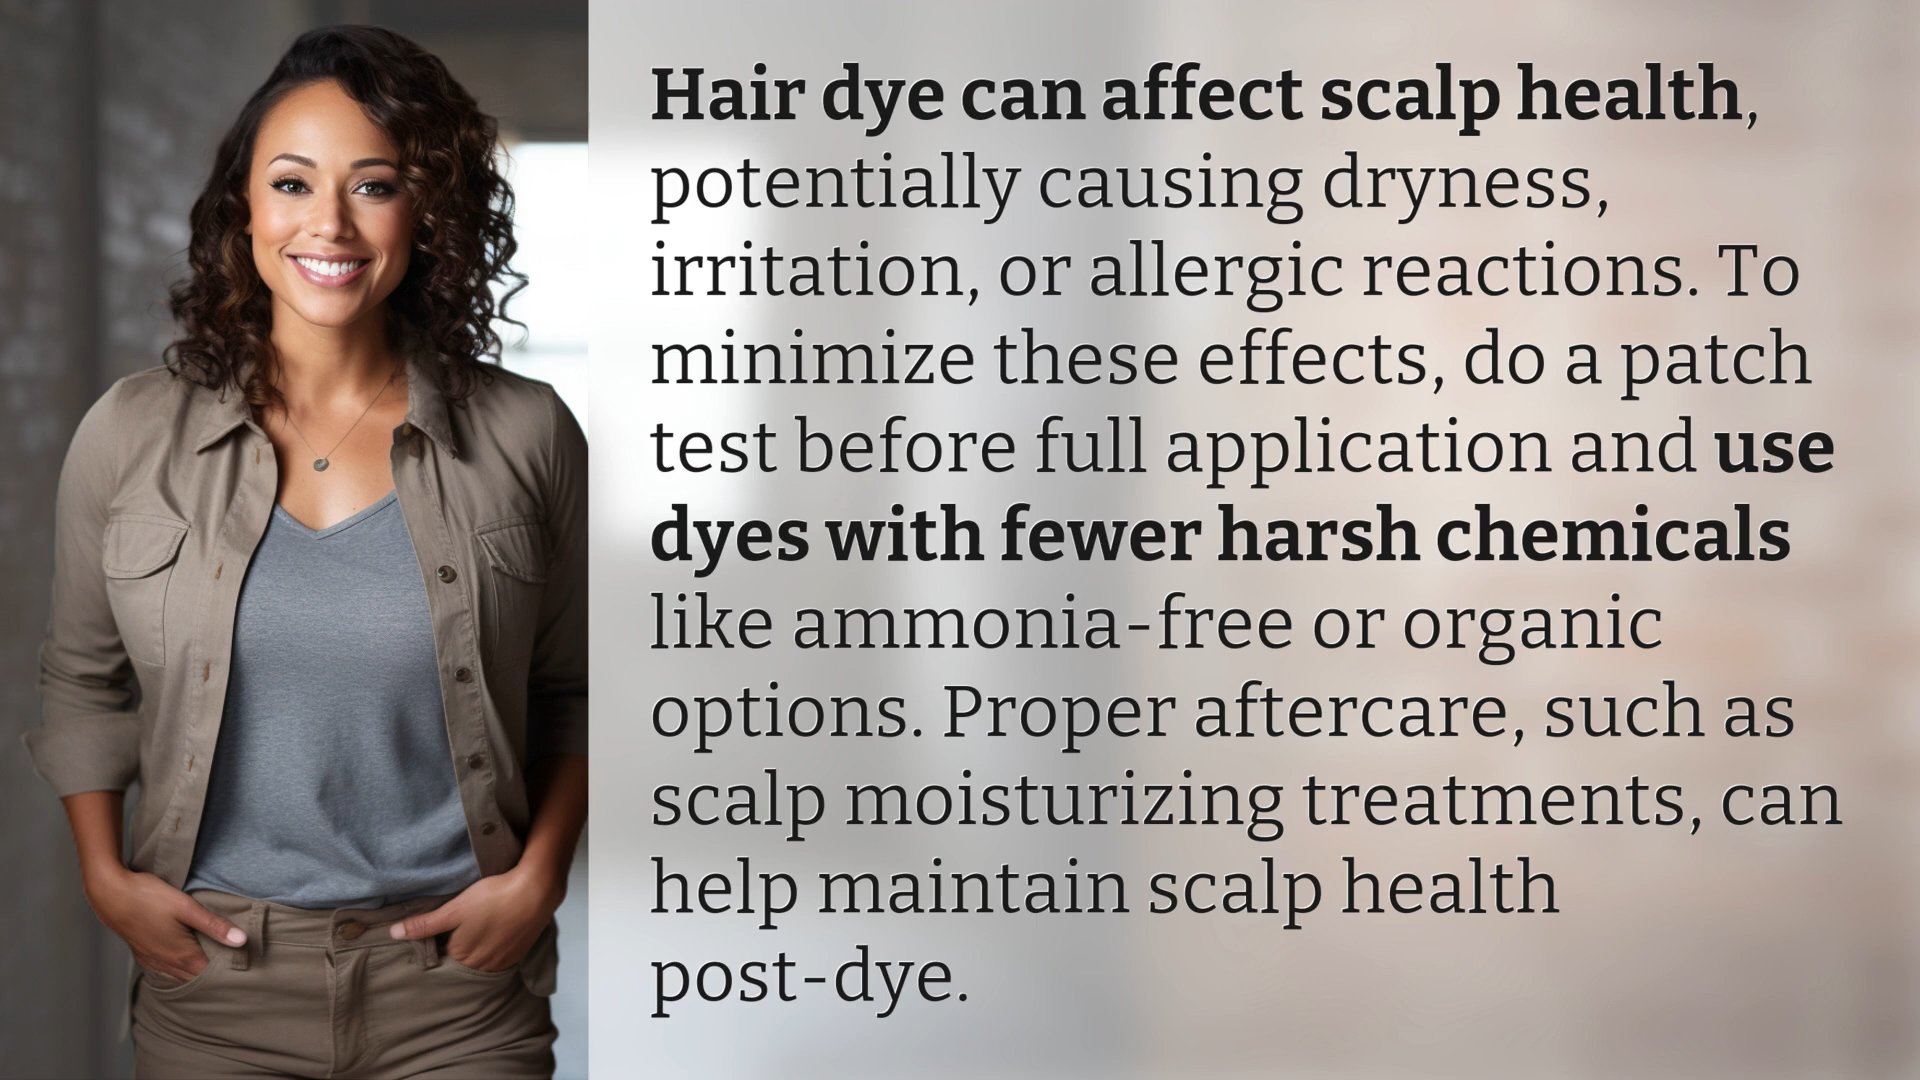 Hair dye can affect scalp health,
potentially causing dryness,
irritation, or allergic reactions. To
minimize these effects, do a patch
test before full application and use
dyes with fewer harsh chemicals
like ammonia-free or organic
options. Proper aftercare, such as
scalp moisturizing treatments, can
help maintain scalp health
post-dye.